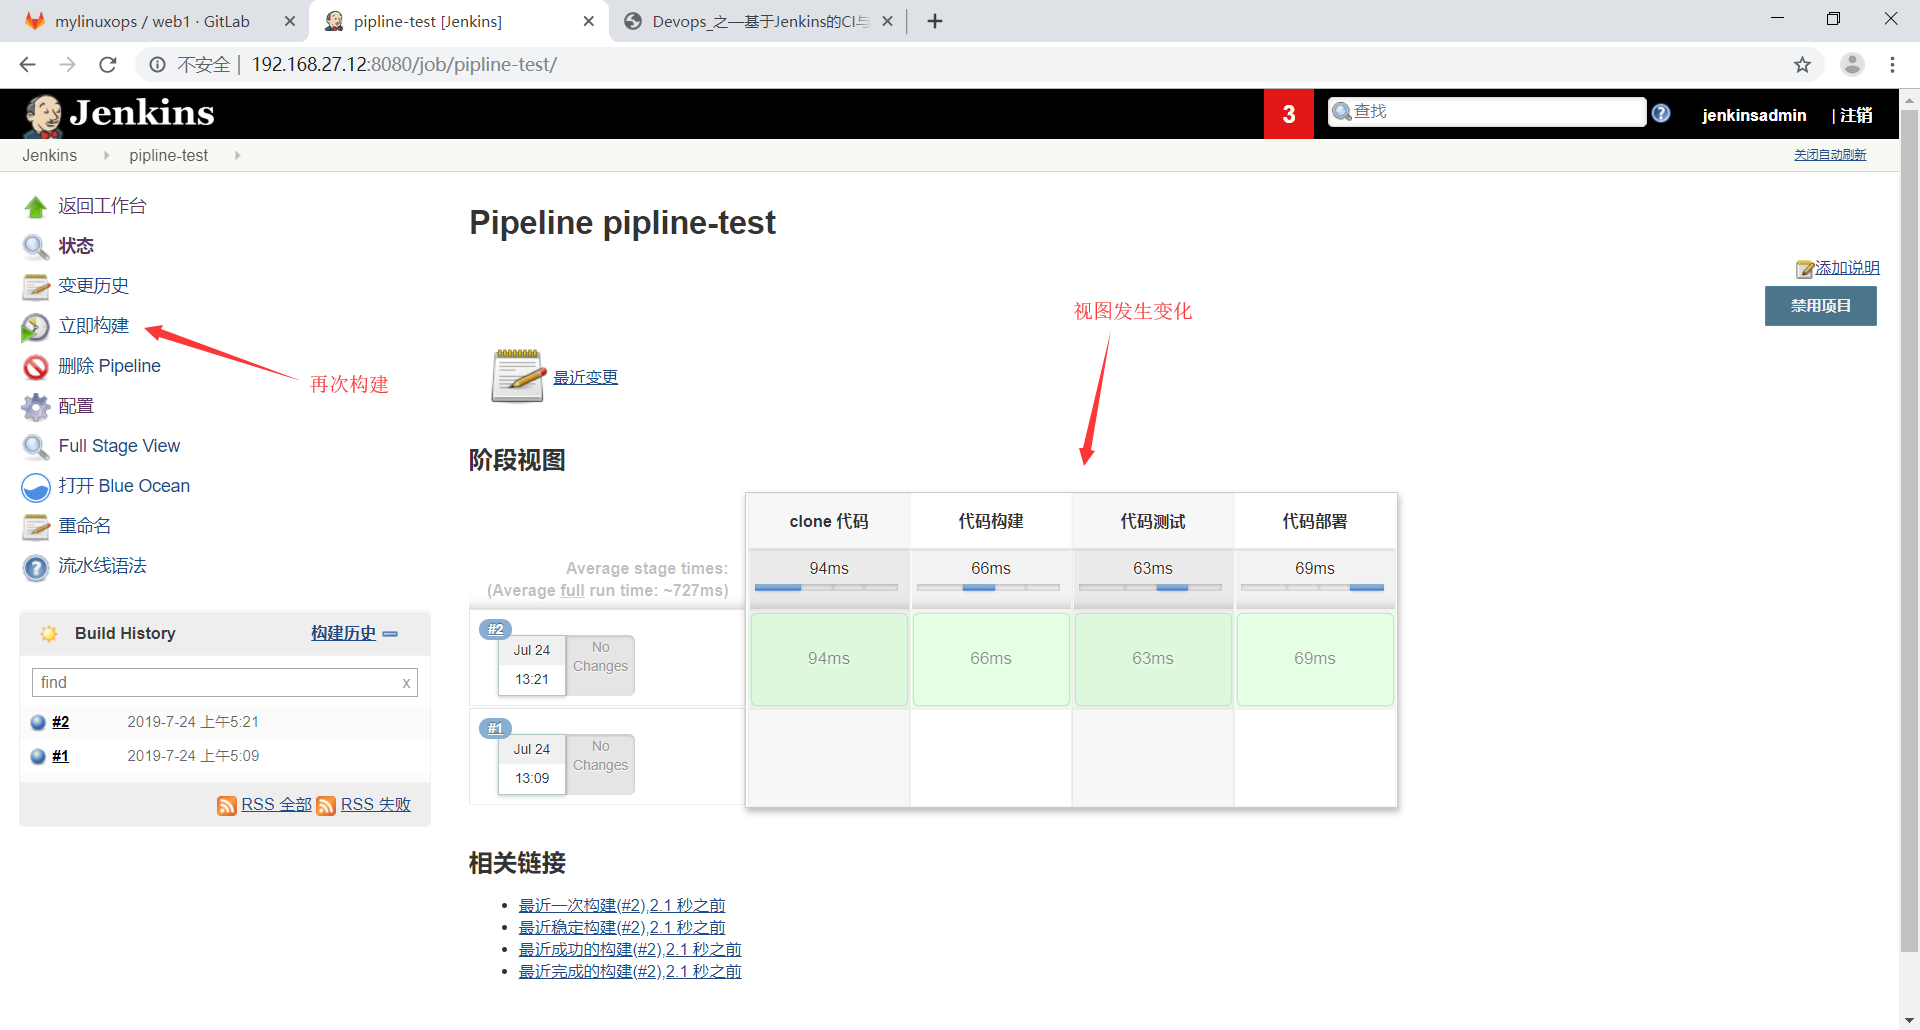 mylinuxops / web1 · GitLab
pipline-test [Jenkins]
Devops_之—基于Jenkins的CI与
不安全 | 192.168.27.12:8080/job/pipline-test/
Jenkins
3
查找
jenkinsadmin
| 注销
Jenkins
pipline-test
关闭自动刷新
返回工作台
状态
变更历史
立即构建
删除 Pipeline
配置
Full Stage View
打开 Blue Ocean
重命名
流水线语法
再次构建
Build History
构建历史
find
x
#2
2019-7-24 上午5:21
#1
2019-7-24 上午5:09
RSS 全部
RSS 失败
Pipeline pipline-test
添加说明
禁用项目
视图发生变化
最近变更
阶段视图
clone 代码
代码构建
代码测试
代码部署
Average stage times:
(Average full run time: ~727ms)
94ms
66ms
63ms
69ms
#2
Jul 24
13:21
No
Changes
94ms
66ms
63ms
69ms
#1
Jul 24
13:09
No
Changes
相关链接
最近一次构建(#2),2.1 秒之前
最近稳定构建(#2),2.1 秒之前
最近成功的构建(#2),2.1 秒之前
最近完成的构建(#2),2.1 秒之前